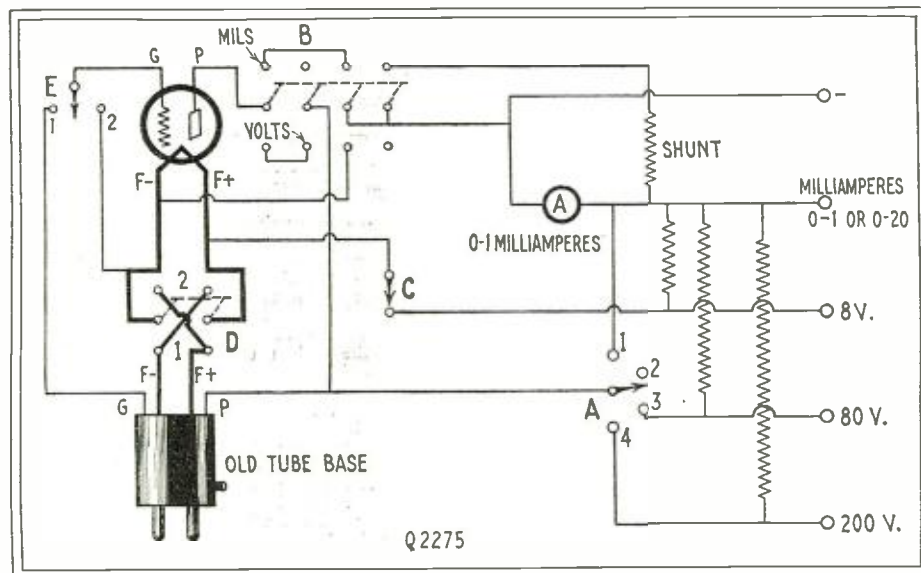 MILS B
G P
E
1 2
VOLTS
F- F+
SHUNT
A
0-1 MILLIAMPERES
MILLIAMPERES
0-1 OR 0-20
-
2
C
8 V.
1 D
F- F+
G P
1
2
A 3
4
80 V.
OLD TUBE BASE
200 V.
Q2275